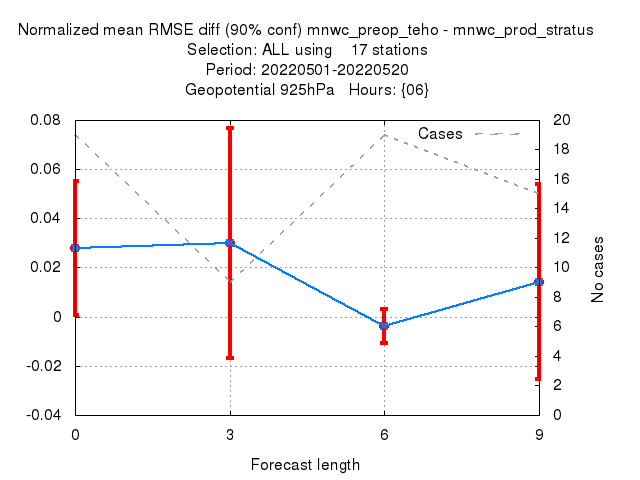 Normalized mean RMSE diff (90% conf) mnwc_preop_teho - mnwc_prod_stratus
Selection: ALL using    17 stations
Period: 20220501-20220520
Geopotential 925hPa   Hours: {06}
Cases
0.08
0.06
0.04
0.02
0
-0.02
-0.04
20
18
16
14
12
10
8
6
4
2
0
No cases
0 3 6 9
Forecast length